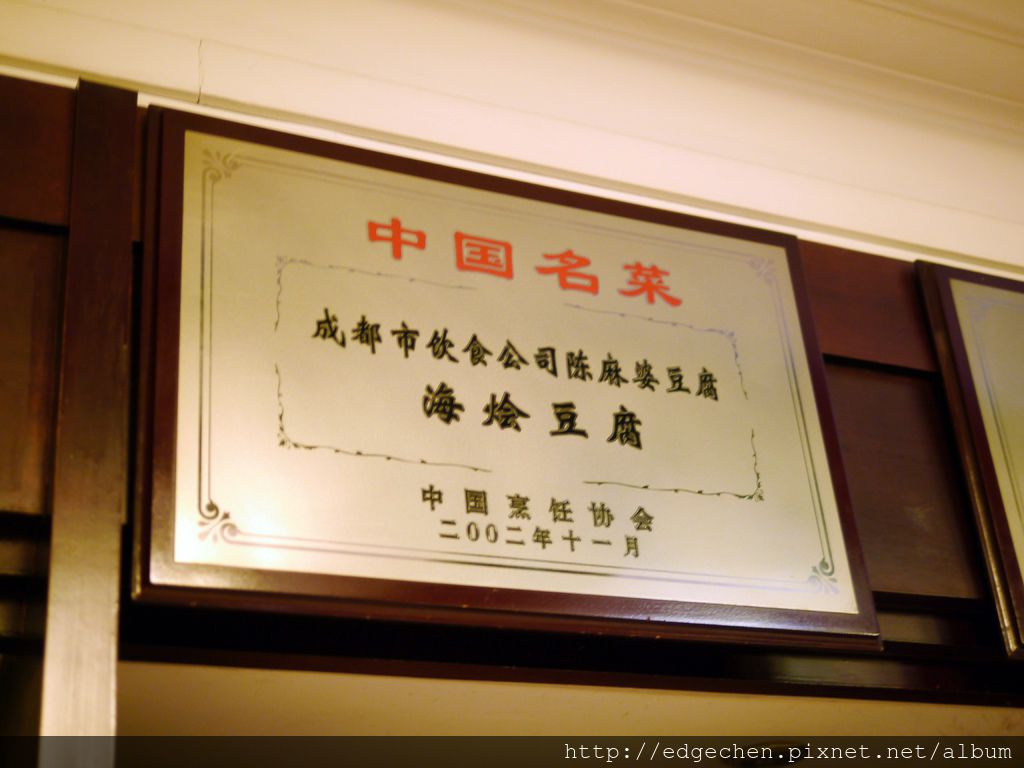 中国名菜
成都市饮食公司陈麻婆豆腐
海烩豆腐
中国烹饪协会
二00二年十一月
http://edgechen.pixnet.net/album